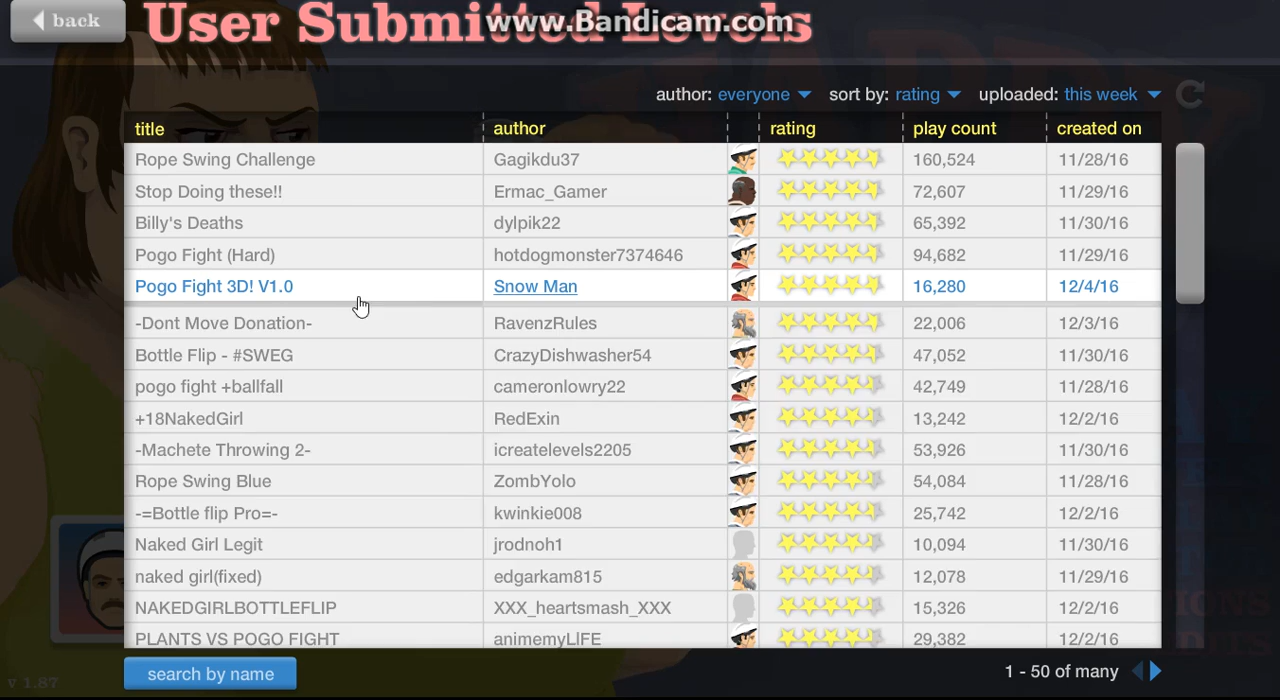 back
User Submitted Levels
www.Bandicam.com
author: everyone sort by: rating uploaded: this week
title author rating play count created on
Rope Swing Challenge Gagikdu37 160,524 11/28/16
Stop Doing these!! Ermac_Gamer 72,607 11/29/16
Billy's Deaths dylpik22 65,392 11/30/16
Pogo Fight (Hard) hotdogmonster7374646 94,682 11/29/16
Pogo Fight 3D! V1.0 Snow Man 16,280 12/4/16
-Dont Move Donation- RavenzRules 22,006 12/3/16
Bottle Flip - #SWEG CrazyDishwasher54 47,052 11/30/16
pogo fight +ballfall cameronlowry22 42,749 11/28/16
+18NakedGirl RedExin 13,242 12/2/16
-Machete Throwing 2- icreatelevels2205 53,926 11/30/16
Rope Swing Blue ZombYolo 54,084 11/28/16
-=Bottle flip Pro=- kwinkie008 25,742 12/2/16
Naked Girl Legit jrodnoh1 10,094 11/30/16
naked girl(fixed) edgarkam815 12,078 11/29/16
NAKEDGIRLBOTTLEFLIP XXX_heartsmash_XXX 15,326 12/2/16
PLANTS VS POGO FIGHT animemyLIFE 29,382 12/2/16
search by name 1 - 50 of many
v 1.87